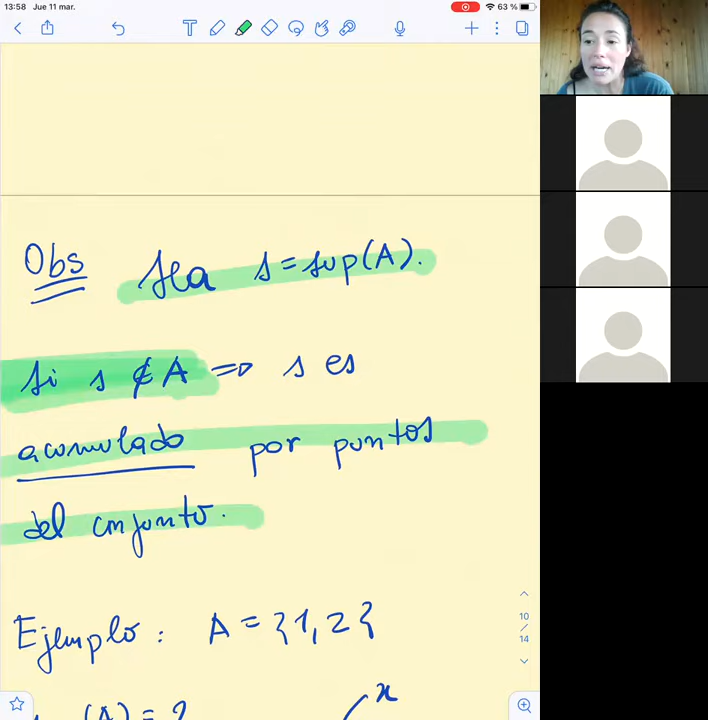 13:58 Jue 11 mar.
63 %
T
Obs Sea s = sup(A).
Si s ∉ A ⇒ s es
acumulado por puntos
del conjunto.
10
/
14
Ejemplo : A = {1, 2}
(A) = 2
x